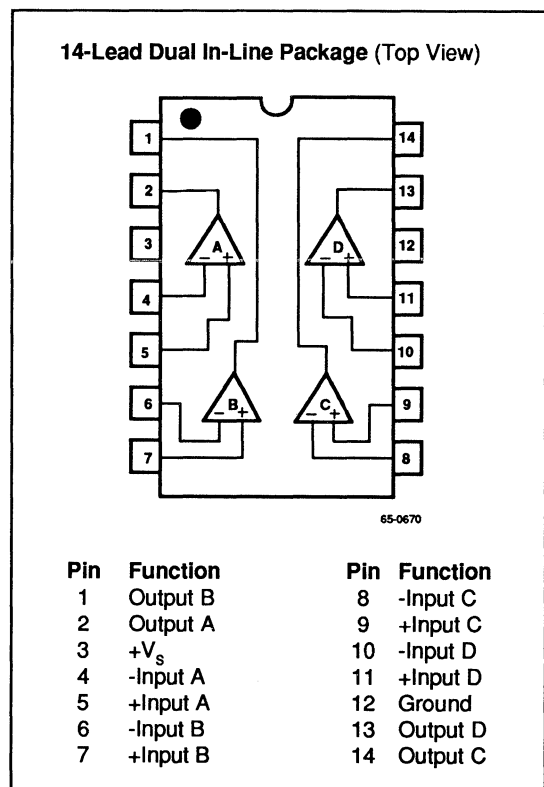 14-Lead Dual In-Line Package (Top View)
1
14
2
13
A
D
3
12
- +
- +
4
11
5
10
6
9
B
C
- +
- +
7
8
65-0670
Pin Function
1 Output B
2 Output A
3 +Vs
4 -Input A
5 +Input A
6 -Input B
7 +Input B
Pin Function
8 -Input C
9 +Input C
10 -Input D
11 +Input D
12 Ground
13 Output D
14 Output C